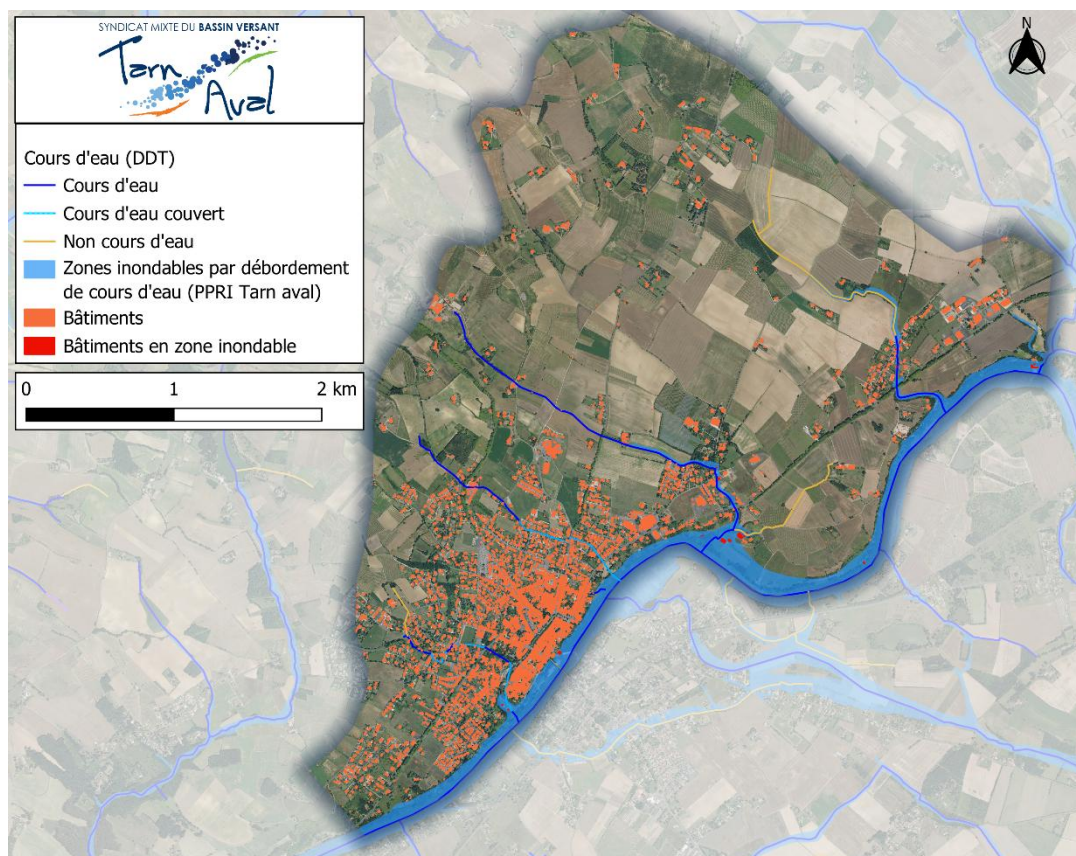 SYNDICAT MIXTE DU BASSIN VERSANT
Tarn
Aval
N
Cours d'eau (DDT)
Cours d'eau
Cours d'eau couvert
Non cours d'eau
Zones inondables par débordement
de cours d'eau (PPRI Tarn aval)
Bâtiments
Bâtiments en zone inondable
0 1 2 km